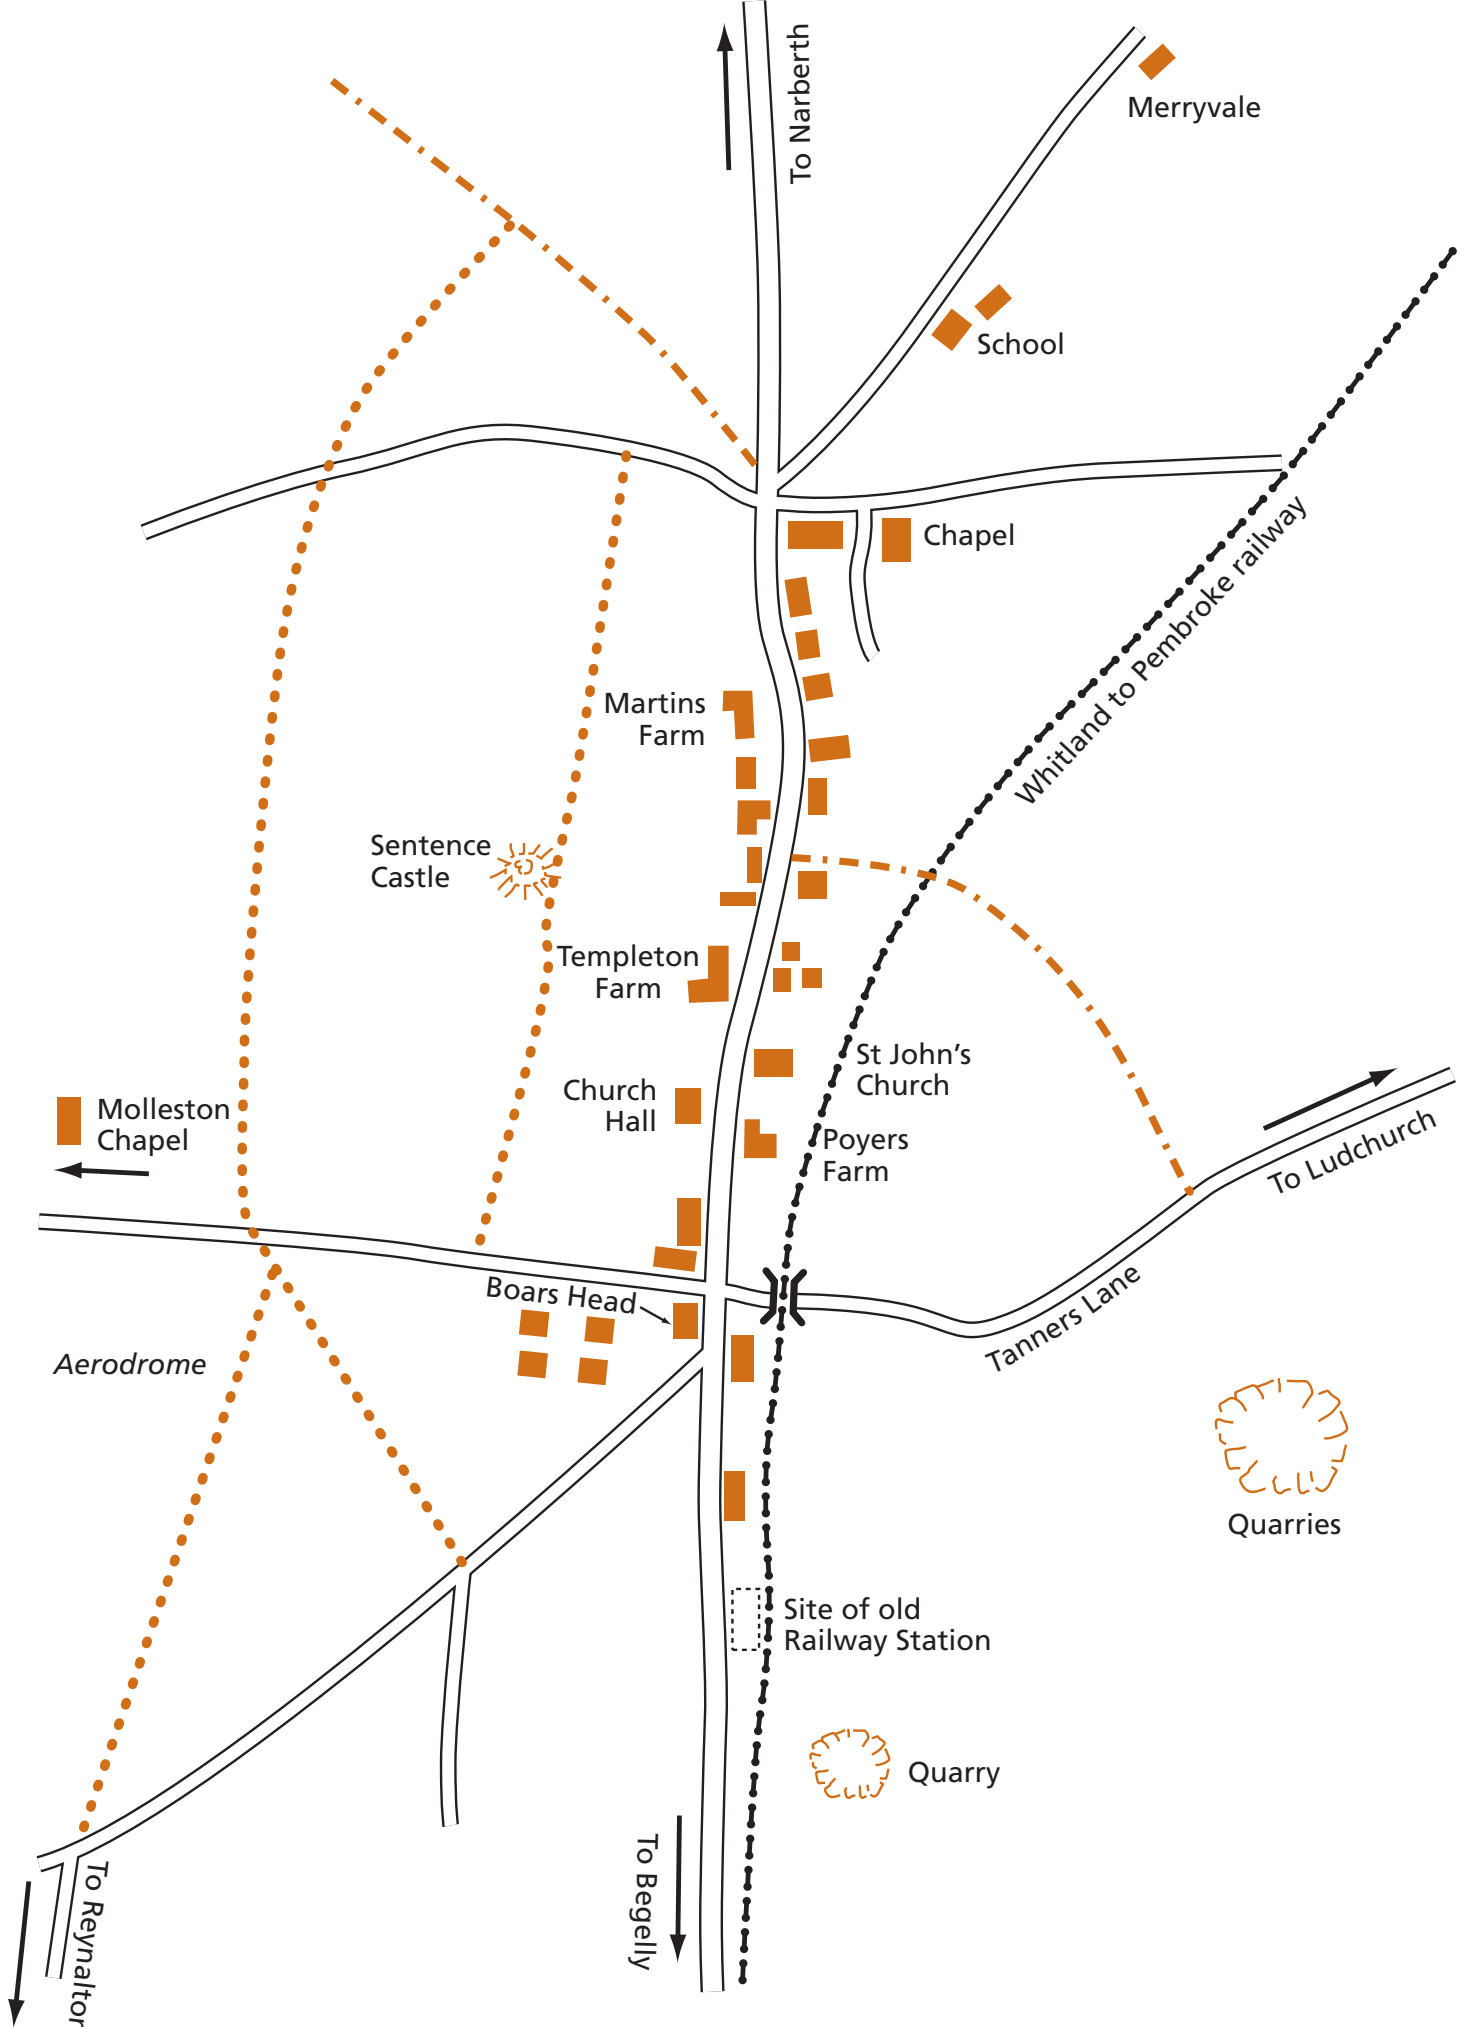 To Narberth
Merryvale
School
Chapel
Whitland to Pembroke railway
Martins
Farm
Sentence
Castle
Templeton
Farm
St John's
Church
Church
Hall
Molleston
Chapel
Poyers
Farm
To Ludchurch
Tanners Lane
Boars Head
Aerodrome
Quarries
Site of old
Railway Station
Quarry
To Begelly
To Reynalton